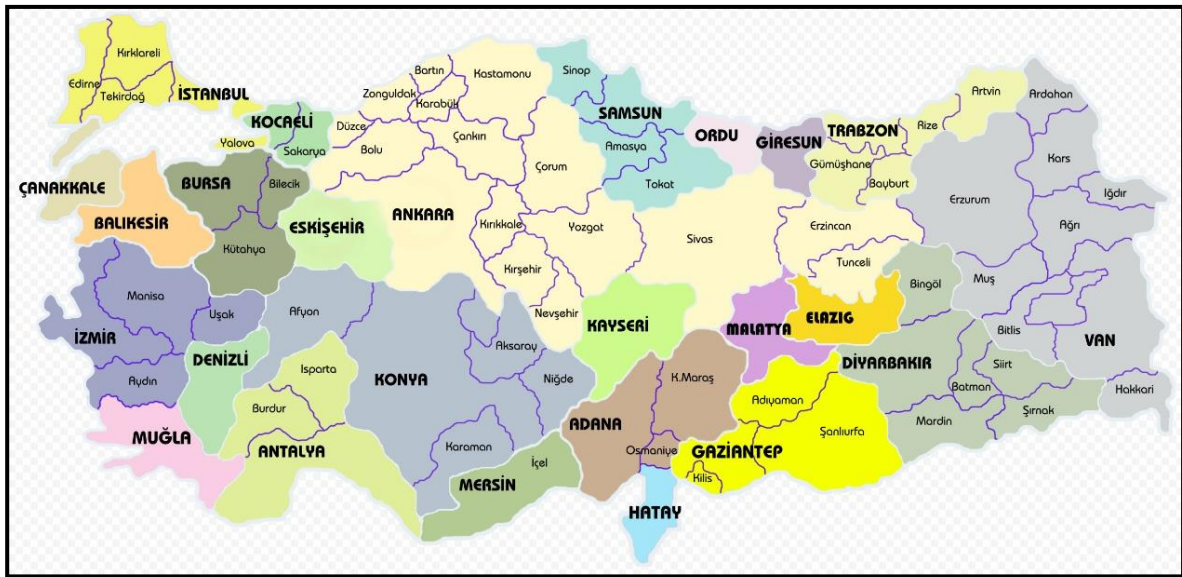 Kırklareli
Edirne
Tekirdağ
İSTANBUL
KOCAELİ
Yalova
Sakarya
ÇANAKKALE
BALIKESİR
BURSA
Bilecik
Kütahya
ESKİŞEHİR
Düzce
Bolu
Zonguldak
Bartın
Karabük
Kastamonu
Çankırı
Çorum
ANKARA
Kırıkkale
Yozgat
Kırşehir
Nevşehir
Sivas
Sinop
SAMSUN
Amasya
Tokat
ORDU
GİRESUN
TRABZON
Rize
Artvin
Gümüşhane
Bayburt
Erzincan
Tunceli
Ardahan
Kars
Iğdır
Erzurum
Ağrı
Muş
Bitlis
VAN
Hakkari
Manisa
Uşak
İZMİR
Aydın
DENİZLİ
MUĞLA
Afyon
Isparta
Burdur
ANTALYA
KONYA
Aksaray
Niğde
Karaman
İçel
MERSİN
KAYSERİ
ADANA
K.Maraş
Osmaniye
HATAY
MALATYA
ELAZIG
Bingöl
DİYARBAKIR
Batman
Siirt
Şırnak
Mardin
Adıyaman
Şanlıurfa
GAZİANTEP
Kilis